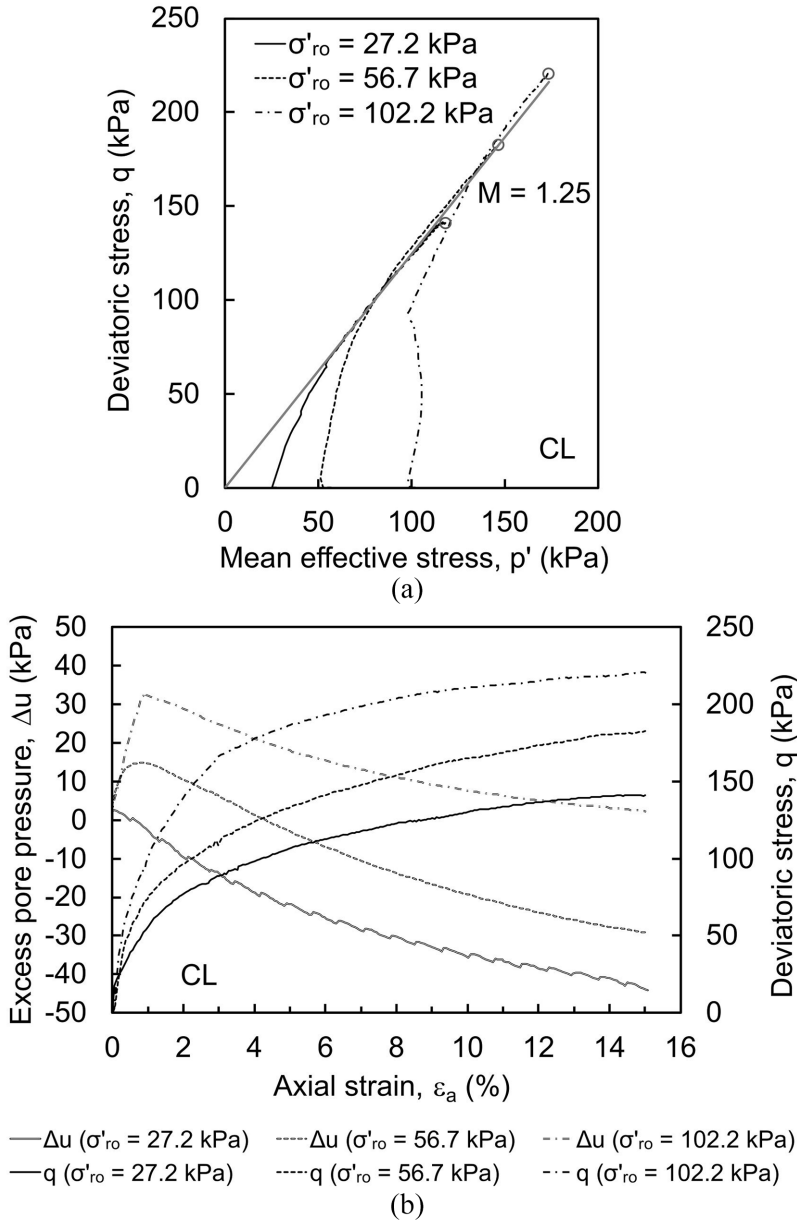 250
σ'ro = 27.2 kPa
σ'ro = 56.7 kPa
200
σ'ro = 102.2 kPa
M = 1.25
150
100
50
CL
0
0 50 100 150 200
Deviatoric stress, q (kPa)
Mean effective stress, p' (kPa)
(a)
50 250
40
30 200
20
10 150
0
-10 100
-20
-30 50
-40 CL
-50 0
0 2 4 6 8 10 12 14 16
Excess pore pressure, Δu (kPa)
Deviatoric stress, q (kPa)
Axial strain, εa (%)
Δu (σ'ro = 27.2 kPa) Δu (σ'ro = 56.7 kPa) Δu (σ'ro = 102.2 kPa)
q (σ'ro = 27.2 kPa) q (σ'ro = 56.7 kPa) q (σ'ro = 102.2 kPa)
(b)